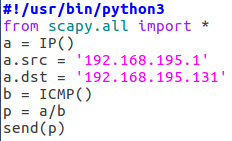 #!/usr/bin/python3
from scapy.all import *
a = IP()
a.src = '192.168.195.1'
a.dst = '192.168.195.131'
b = ICMP()
p = a/b
send(p)